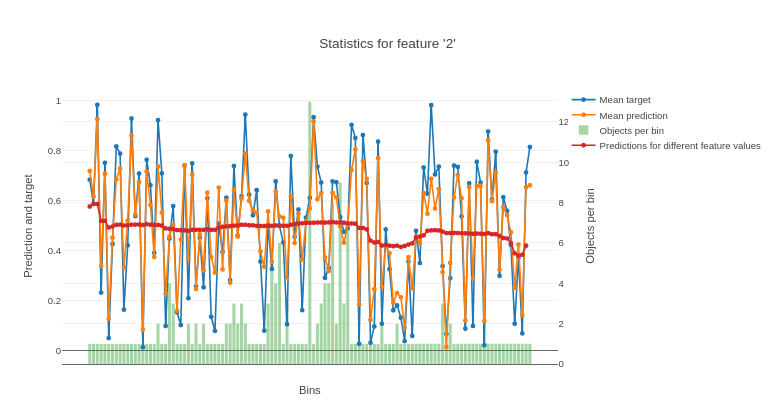 Statistics for feature '2'
Mean target
Mean prediction
Objects per bin
Predictions for different feature values
Prediction and target
1
0.8
0.6
0.4
0.2
0
12
10
8
6
4
2
0
Objects per bin
Bins